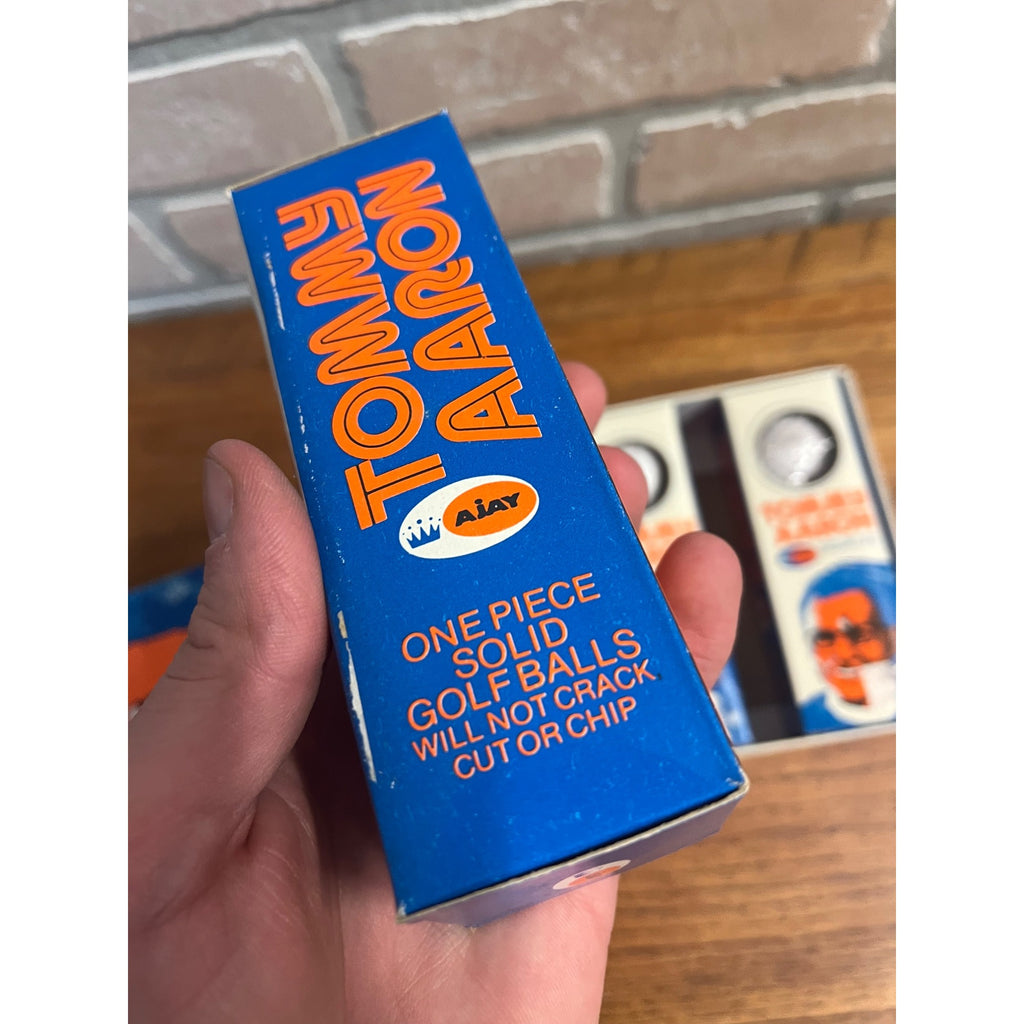 TOMMY
AARON
AJAY
ONE PIECE
SOLID
GOLF BALLS
WILL NOT CRACK
CUT OR CHIP
TOMMY
AARON